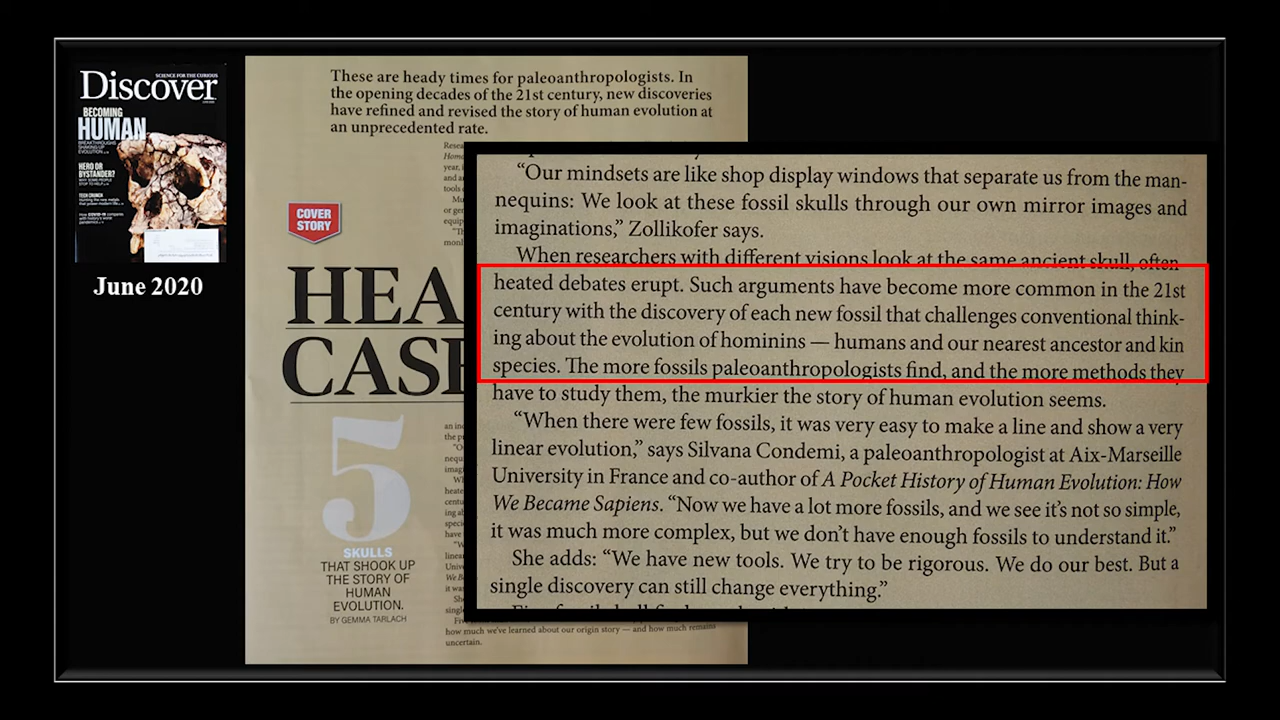 Discover
SCIENCE FOR THE CURIOUS
BECOMING
HUMAN
BREAKTHROUGHS
SHAKING UP
EVOLUTION
HERO OR
BYSTANDER?
WHY SOME PEOPLE
STOP TO HELP
TECH CRUNCH
June 2020
These are heady times for paleoanthropologists. In
the opening decades of the 21st century, new discoveries
have refined and revised the story of human evolution at
an unprecedented rate.
COVER
STORY
HEA
CASE
5
SKULLS
THAT SHOOK UP
THE STORY OF
HUMAN
EVOLUTION.
BY GEMMA TARLACH
“Our mindsets are like shop display windows that separate us from the man-
nequins: We look at these fossil skulls through our own mirror images and
imaginations,” Zollikofer says.
When researchers with different visions look at the same ancient skull, often
heated debates erupt. Such arguments have become more common in the 21st
century with the discovery of each new fossil that challenges conventional think-
ing about the evolution of hominins — humans and our nearest ancestor and kin
species. The more fossils paleoanthropologists find, and the more methods they
have to study them, the murkier the story of human evolution seems.
“When there were few fossils, it was very easy to make a line and show a very
linear evolution,” says Silvana Condemi, a paleoanthropologist at Aix-Marseille
University in France and co-author of A Pocket History of Human Evolution: How
We Became Sapiens. “Now we have a lot more fossils, and we see it’s not so simple,
it was much more complex, but we don’t have enough fossils to understand it.”
She adds: “We have new tools. We try to be rigorous. We do our best. But a
single discovery can still change everything.”
how much we’ve learned about our origin story — and how much remains
uncertain.